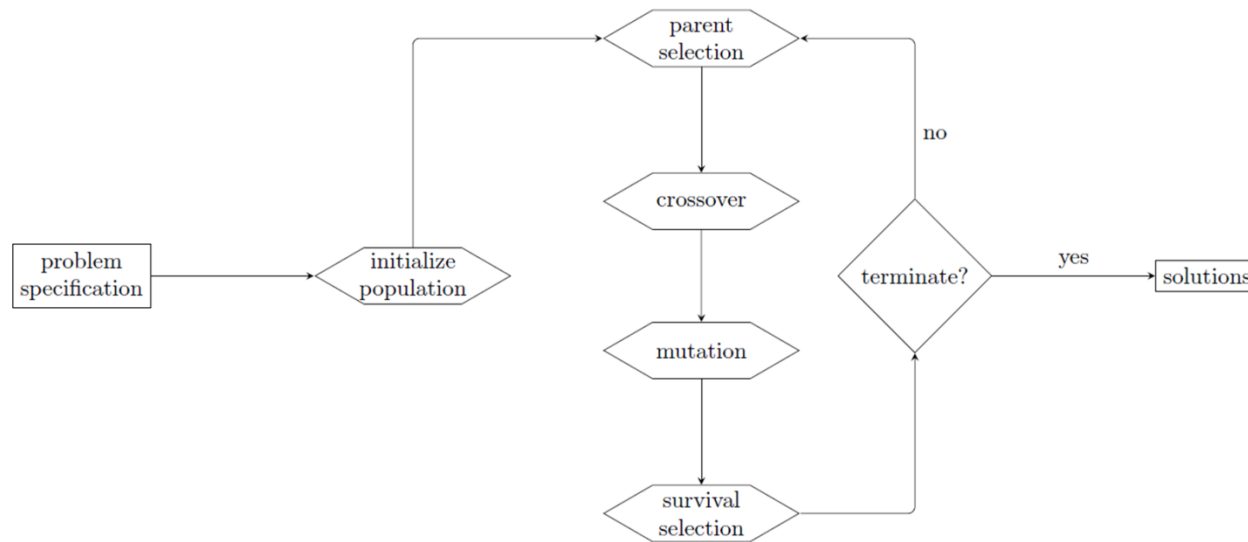 problem
specification
initialize
population
parent
selection
crossover
mutation
survival
selection
terminate?
no
yes
solutions